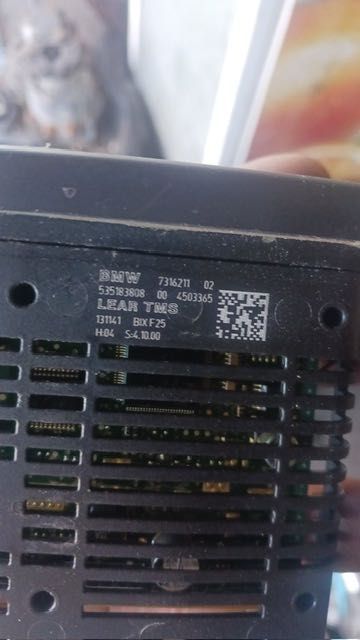 BMW 7316211 02
535183808 00 4503365
LEAR TMS
131141 BIX F25
H:04 S:4.10.00